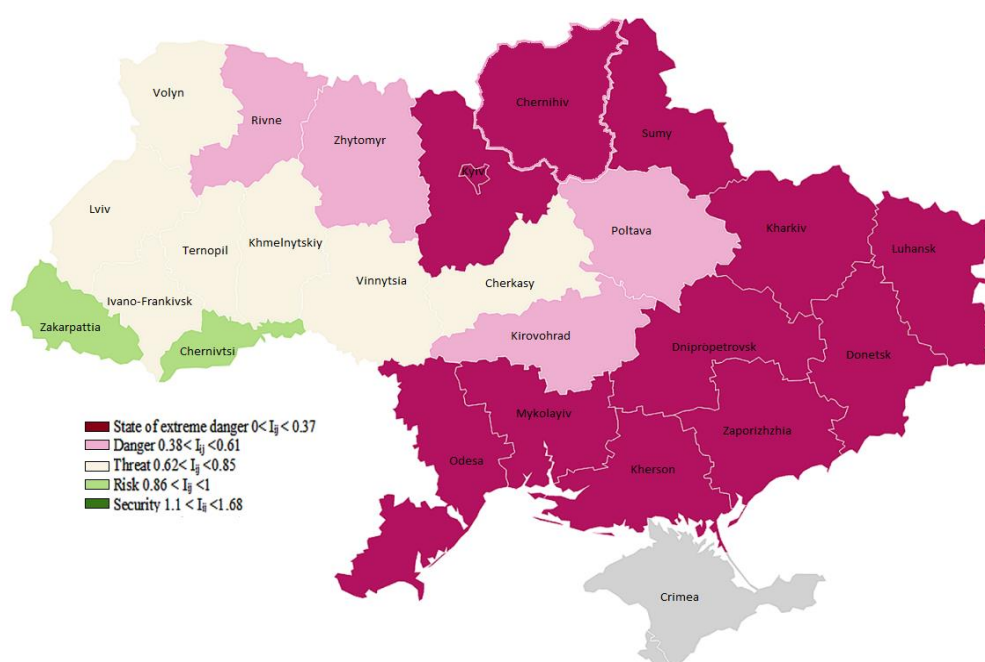 Volyn
Rivne
Zhytomyr
Chernihiv
Sumy
Kyiv
Lviv
Ternopil
Khmelnytskiy
Vinnytsia
Cherkasy
Poltava
Kharkiv
Luhansk
Zakarpattia
Ivano-Frankivsk
Chernivtsi
Kirovohrad
Dnipropetrovsk
Donetsk
Mykolayiv
Zaporizhzhia
Odesa
Kherson
Crimea
State of extreme danger 0< Iij < 0.37
Danger 0.38< Iij <0.61
Threat 0.62< Iij <0.85
Risk 0.86 < Iij <1
Security 1.1 < Iij <1.68